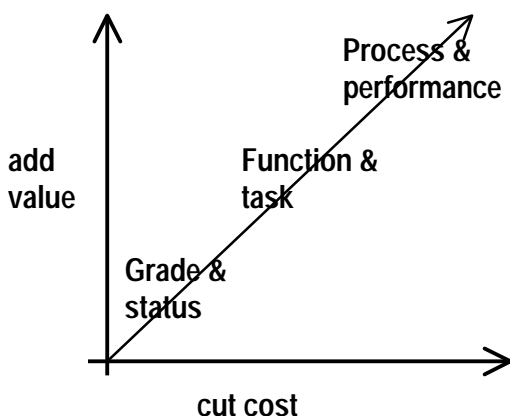 Process &
performance
add
value
Function &
task
Grade &
status
cut cost